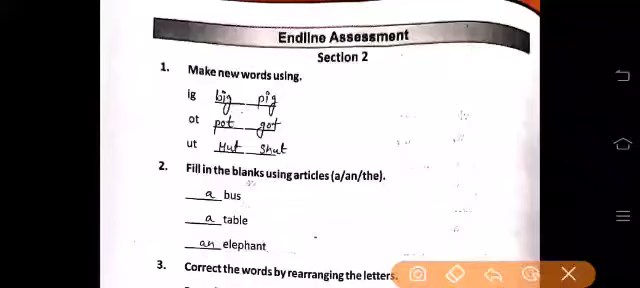 Endline Assessment
Section 2
1. Make new words using.
ig big pig
ot pot got
ut Hut Shut
2. Fill in the blanks using articles (a/an/the).
a bus
a table
an elephant
3. Correct the words by rearranging the letters.